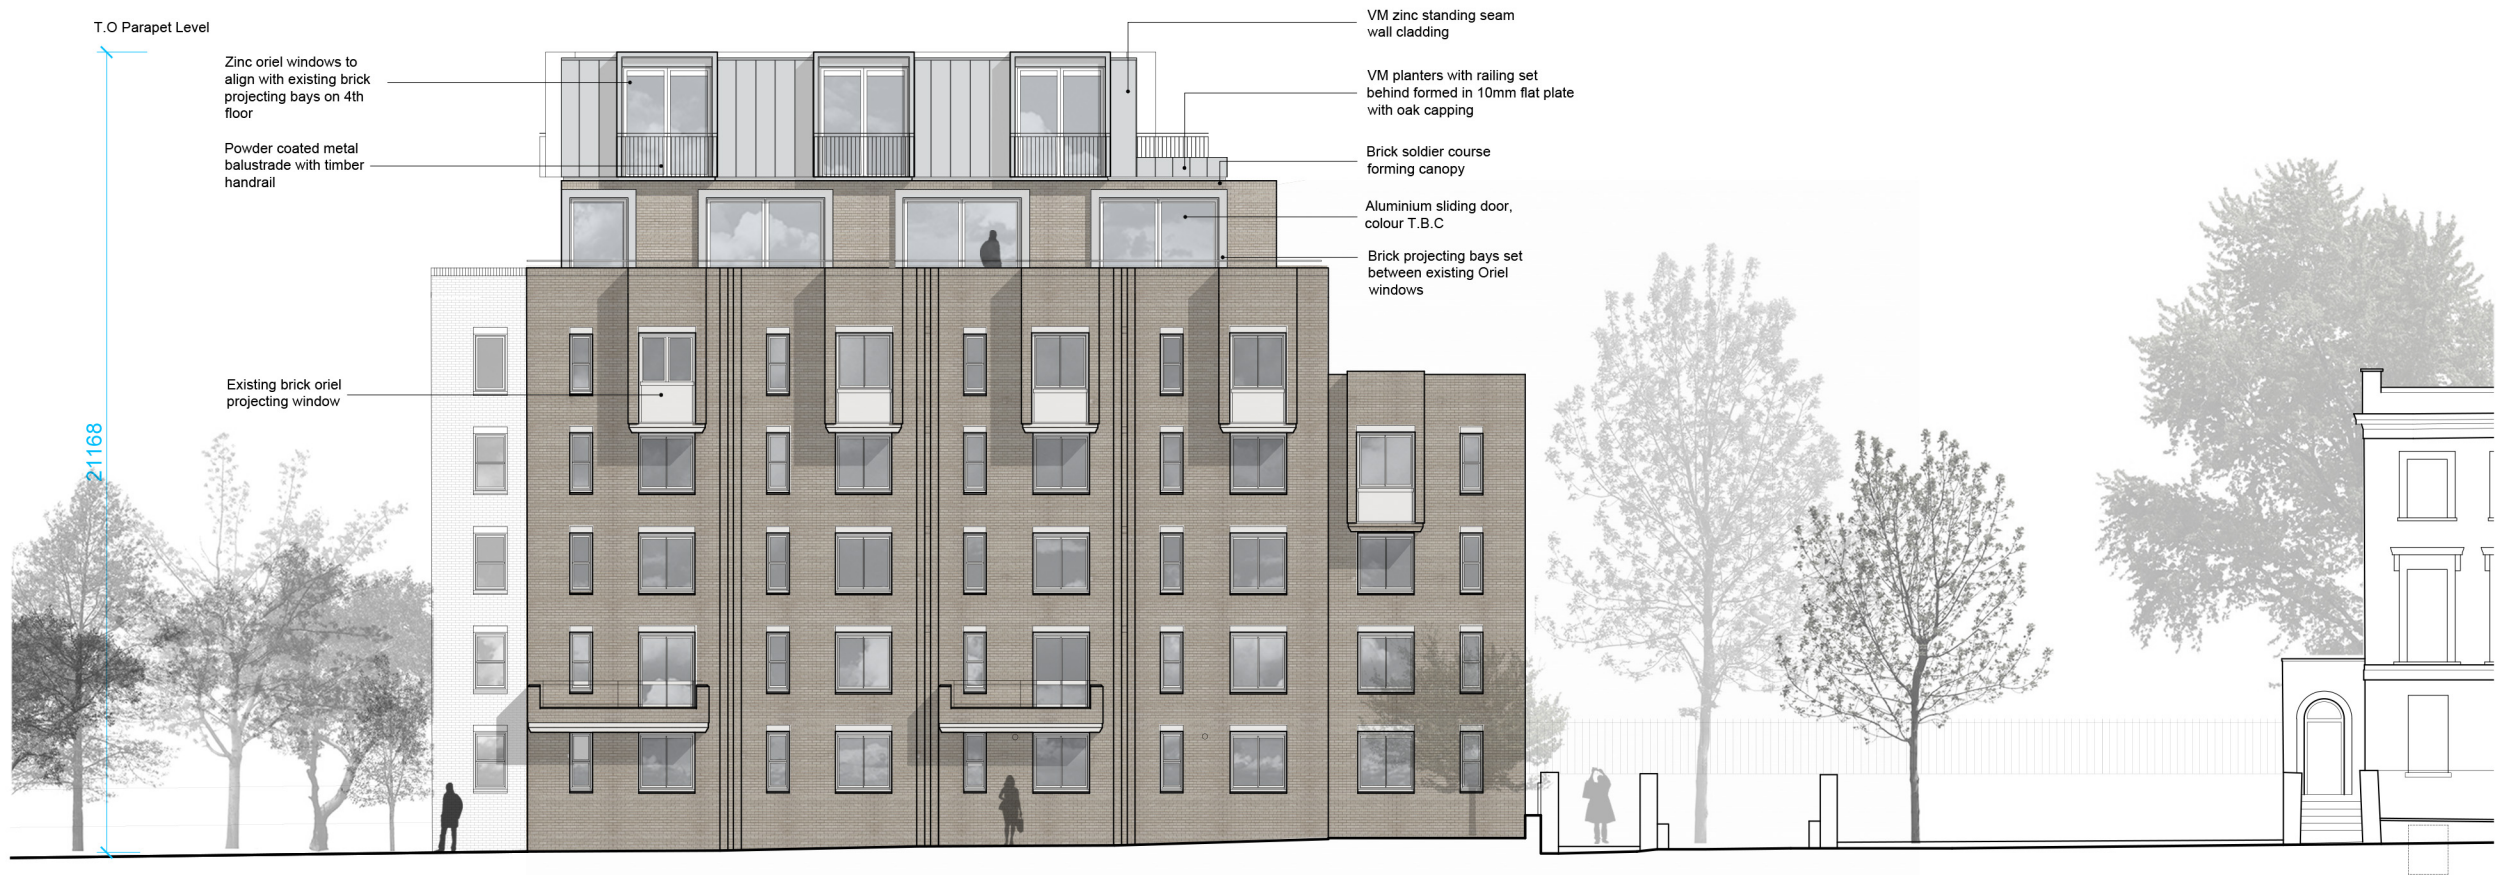 T.O Parapet Level
Zinc oriel windows to
align with existing brick
projecting bays on 4th
floor
Powder coated metal
balustrade with timber
handrail
Existing brick oriel
projecting window
21168
VM zinc standing seam
wall cladding
VM planters with railing set
behind formed in 10mm flat plate
with oak capping
Brick soldier course
forming canopy
Aluminium sliding door,
colour T.B.C
Brick projecting bays set
between existing Oriel
windows